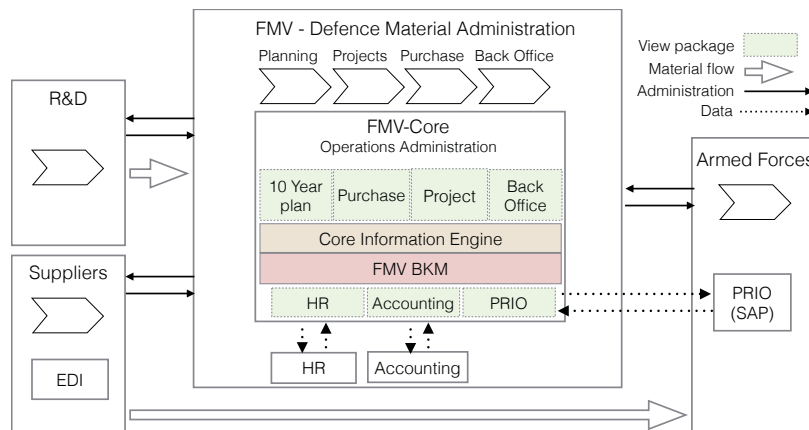 FMV - Defence Material Administration
Planning
Projects
Purchase
Back Office
View package
Material flow
Administration
Data
R&D
FMV-Core
Operations Administration
10 Year
plan
Purchase
Project
Back
Office
Core Information Engine
FMV BKM
HR
Accounting
PRIO
HR
Accounting
Suppliers
EDI
Armed Forces
PRIO
(SAP)